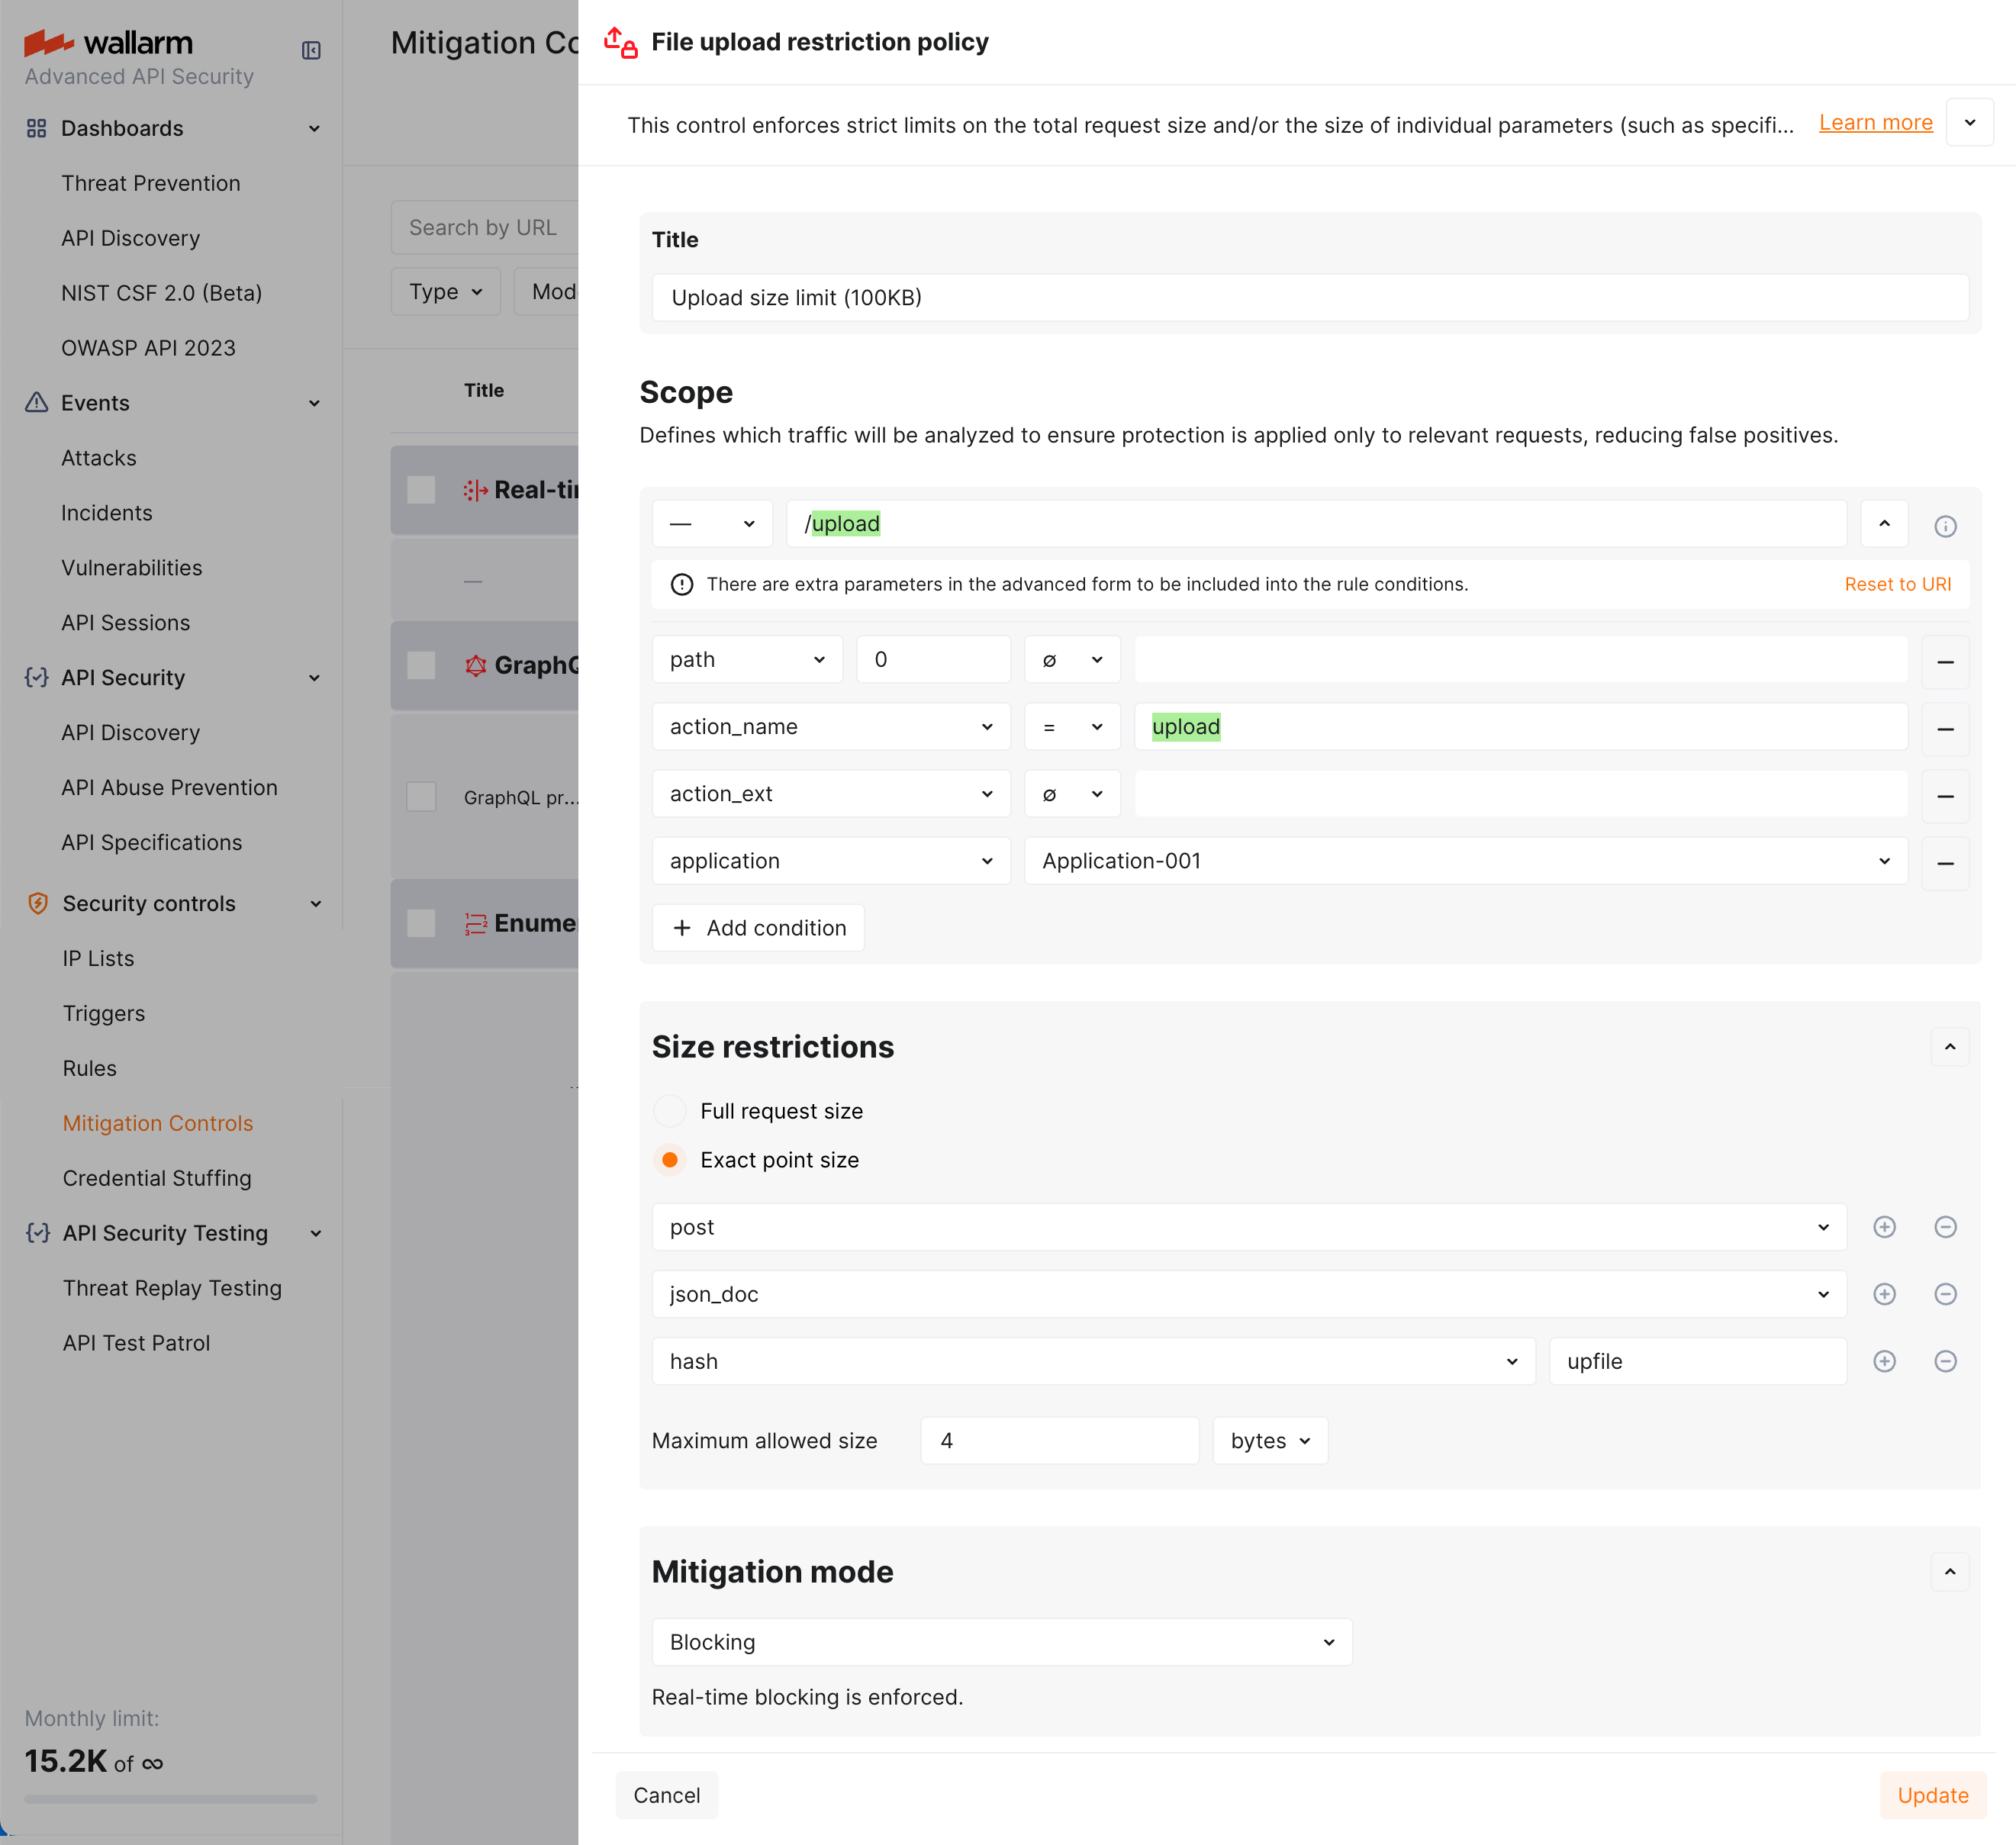 wallarm
Advanced API Security
Dashboards
Threat Prevention
API Discovery
NIST CSF 2.0 (Beta)
OWASP API 2023
Events
Attacks
Incidents
Vulnerabilities
API Sessions
API Security
API Discovery
API Abuse Prevention
API Specifications
Security controls
IP Lists
Triggers
Rules
Mitigation Controls
Credential Stuffing
API Security Testing
Threat Replay Testing
API Test Patrol
Monthly limit:
15.2K of ∞
Mitigation Co
Search by URL
Type
Mod
Title
Real-tin
—
GraphQ
GraphQL pr...
Enume
File upload restriction policy
This control enforces strict limits on the total request size and/or the size of individual parameters (such as specifi... Learn more
Title
Upload size limit (100KB)
Scope
Defines which traffic will be analyzed to ensure protection is applied only to relevant requests, reducing false positives.
— /upload
There are extra parameters in the advanced form to be included into the rule conditions. Reset to URI
path 0 ∅
action_name = upload
action_ext ∅
application Application-001
+ Add condition
Size restrictions
Full request size
Exact point size
post
json_doc
hash upfile
Maximum allowed size 4 bytes
Mitigation mode
Blocking
Real-time blocking is enforced.
Cancel Update